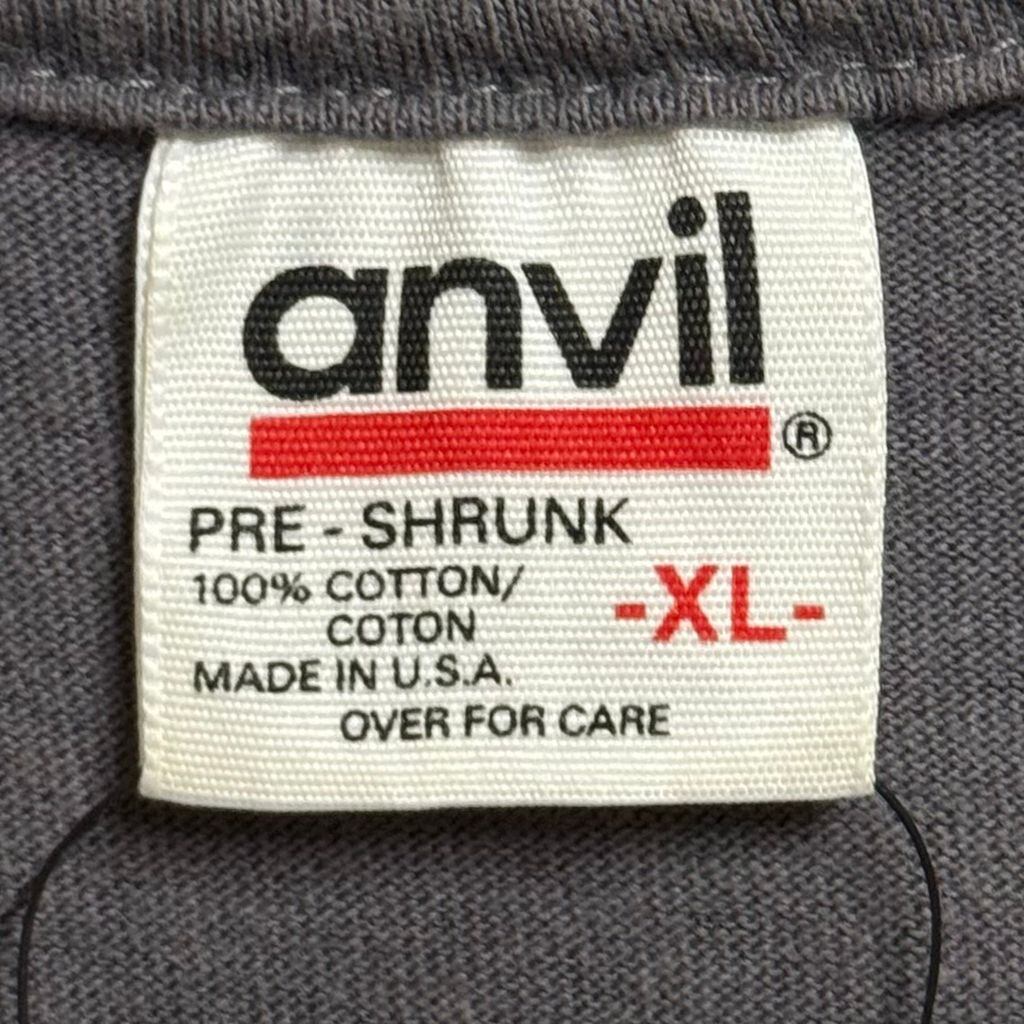 anvil
®
PRE - SHRUNK
100% COTTON/
COTON
-XL-
MADE IN U.S.A.
OVER FOR CARE